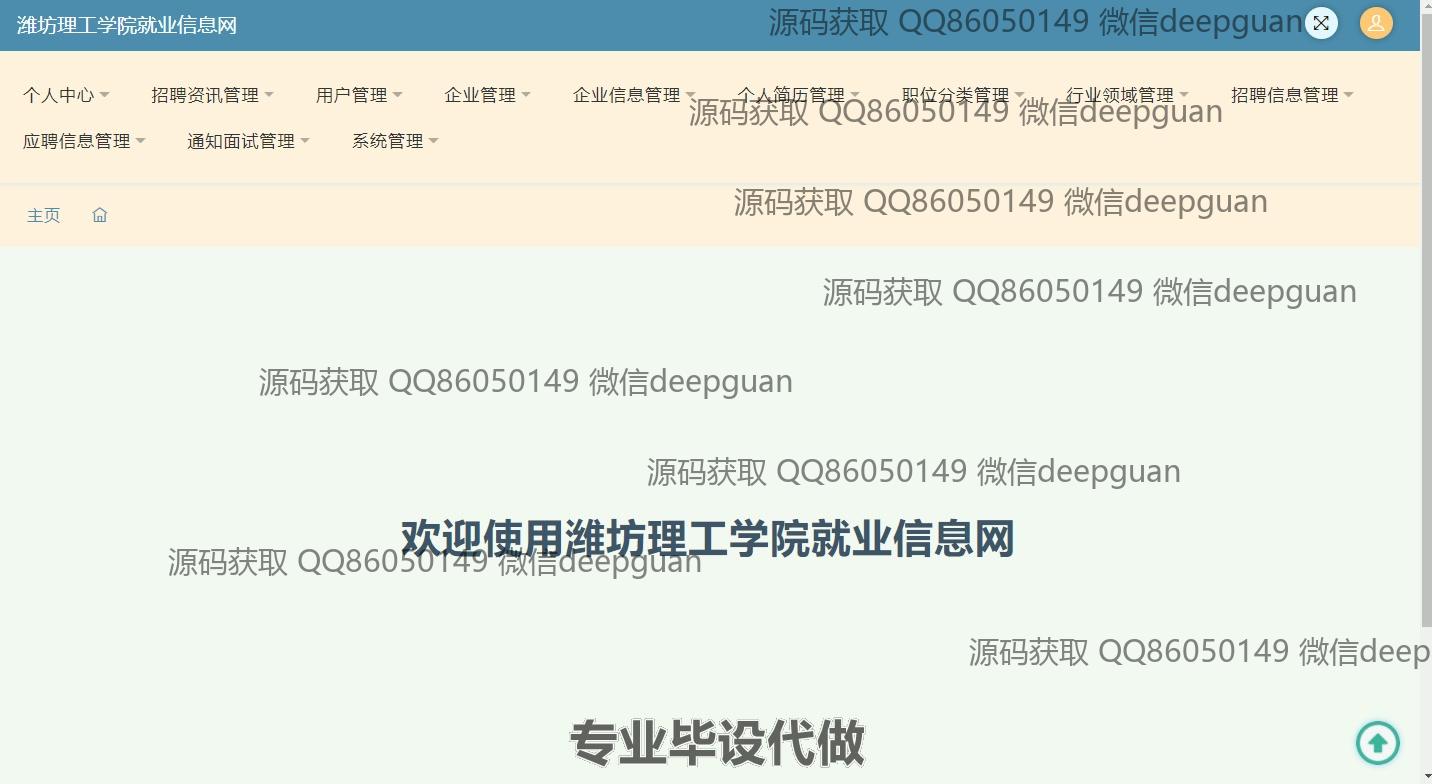 潍坊理工学院就业信息网
源码获取 QQ86050149 微信deepguan
个人中心 招聘资讯管理 用户管理 企业管理 企业信息管理 个人简历管理 职位分类管理 行业领域管理 招聘信息管理
源码获取 QQ86050149 微信deepguan
应聘信息管理 通知面试管理 系统管理
源码获取 QQ86050149 微信deepguan
主页
源码获取 QQ86050149 微信deepguan
源码获取 QQ86050149 微信deepguan
源码获取 QQ86050149 微信deepguan
欢迎使用潍坊理工学院就业信息网
源码获取 QQ86050149 微信deepguan
源码获取 QQ86050149 微信deep
专业毕设代做